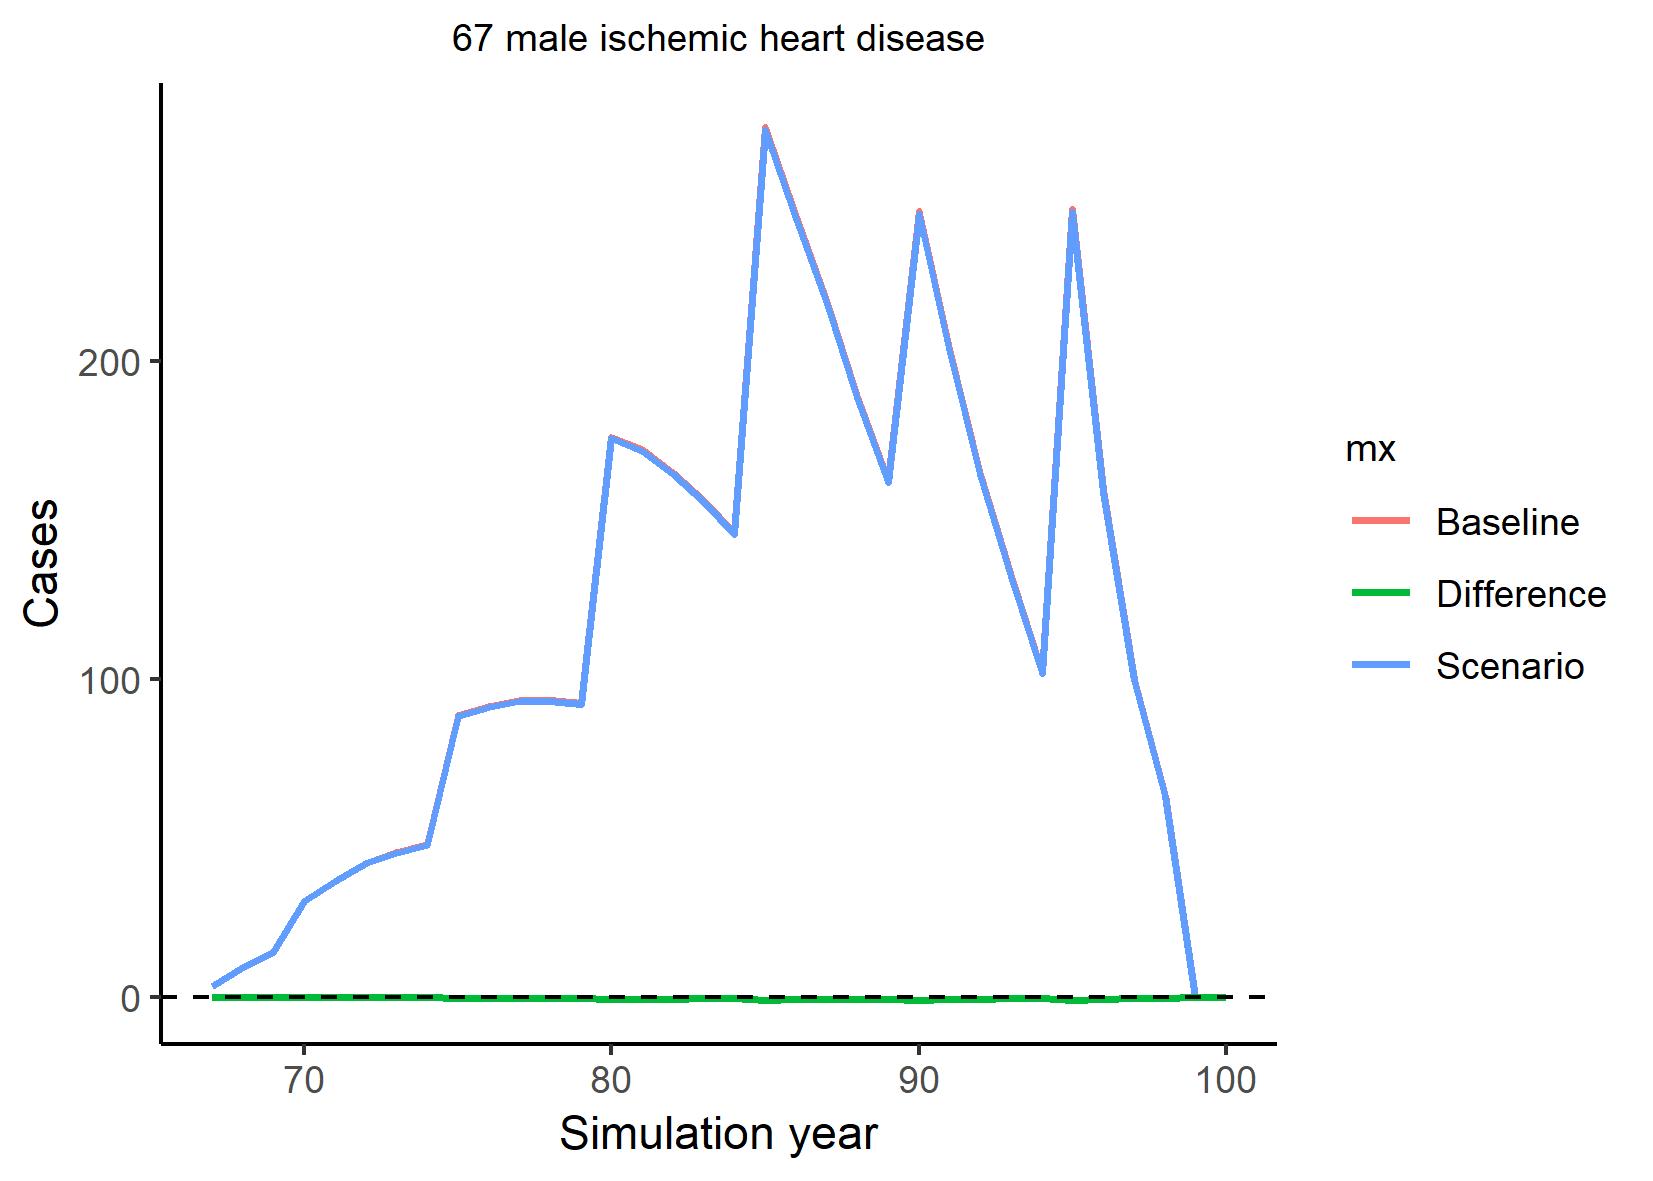 67 male ischemic heart disease
Cases
200
100
0
70 80 90 100
Simulation year
mx
Baseline
Difference
Scenario